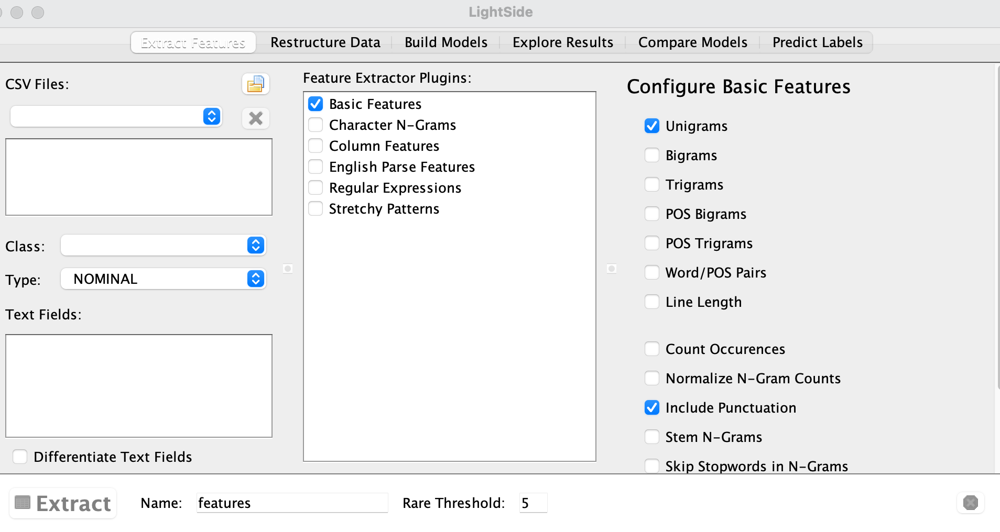 LightSide
Extract Features Restructure Data Build Models Explore Results Compare Models Predict Labels
CSV Files:
Class:
Type: NOMINAL
Text Fields:
Differentiate Text Fields
Feature Extractor Plugins:
Basic Features
Character N-Grams
Column Features
English Parse Features
Regular Expressions
Stretchy Patterns
Configure Basic Features
Unigrams
Bigrams
Trigrams
POS Bigrams
POS Trigrams
Word/POS Pairs
Line Length
Count Occurences
Normalize N-Gram Counts
Include Punctuation
Stem N-Grams
Skip Stopwords in N-Grams
Extract Name: features Rare Threshold: 5